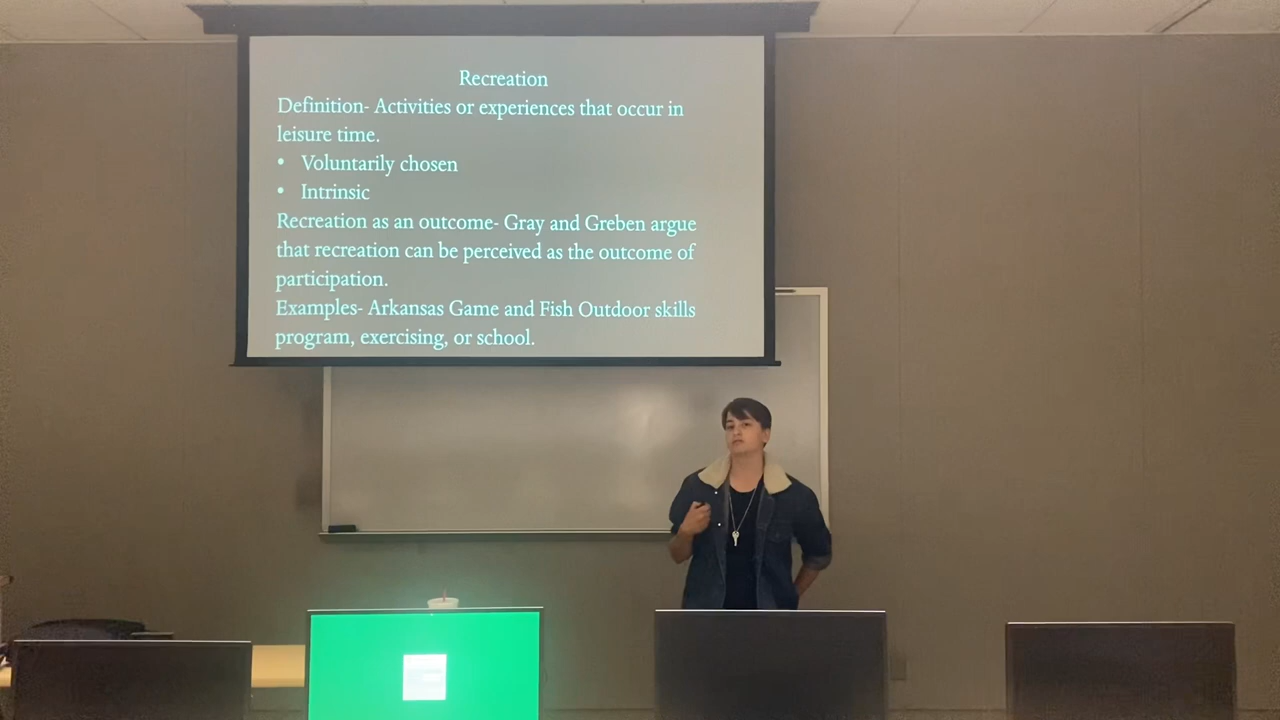 Recreation
Definition- Activities or experiences that occur in
leisure time.
• Voluntarily chosen
• Intrinsic
Recreation as an outcome- Gray and Greben argue
that recreation can be perceived as the outcome of
participation.
Examples- Arkansas Game and Fish Outdoor skills
program, exercising, or school.